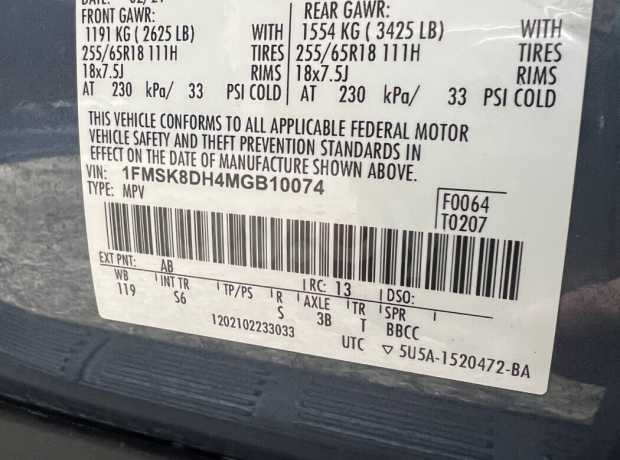 FRONT GAWR: REAR GAWR:
1191 KG ( 2625 LB) WITH 1554 KG ( 3425 LB) WITH
255/65R18 111H TIRES 255/65R18 111H TIRES
18x7.5J RIMS 18x7.5J RIMS
AT 230 kPa/ 33 PSI COLD AT 230 kPa/ 33 PSI COLD
THIS VEHICLE CONFORMS TO ALL APPLICABLE FEDERAL MOTOR
VEHICLE SAFETY AND THEFT PREVENTION STANDARDS IN
EFFECT ON THE DATE OF MANUFACTURE SHOWN ABOVE.
VIN: 1FMSK8DH4MGB10074
TYPE: MPV
F0064
T0207
EXT PNT: AB RC: 13 DSO:
WB INT TR TP/PS R AXLE TR SPR
119 S6 S 3B T BBCC
1202102233033 UTC ▽ 5U5A-1520472-BA